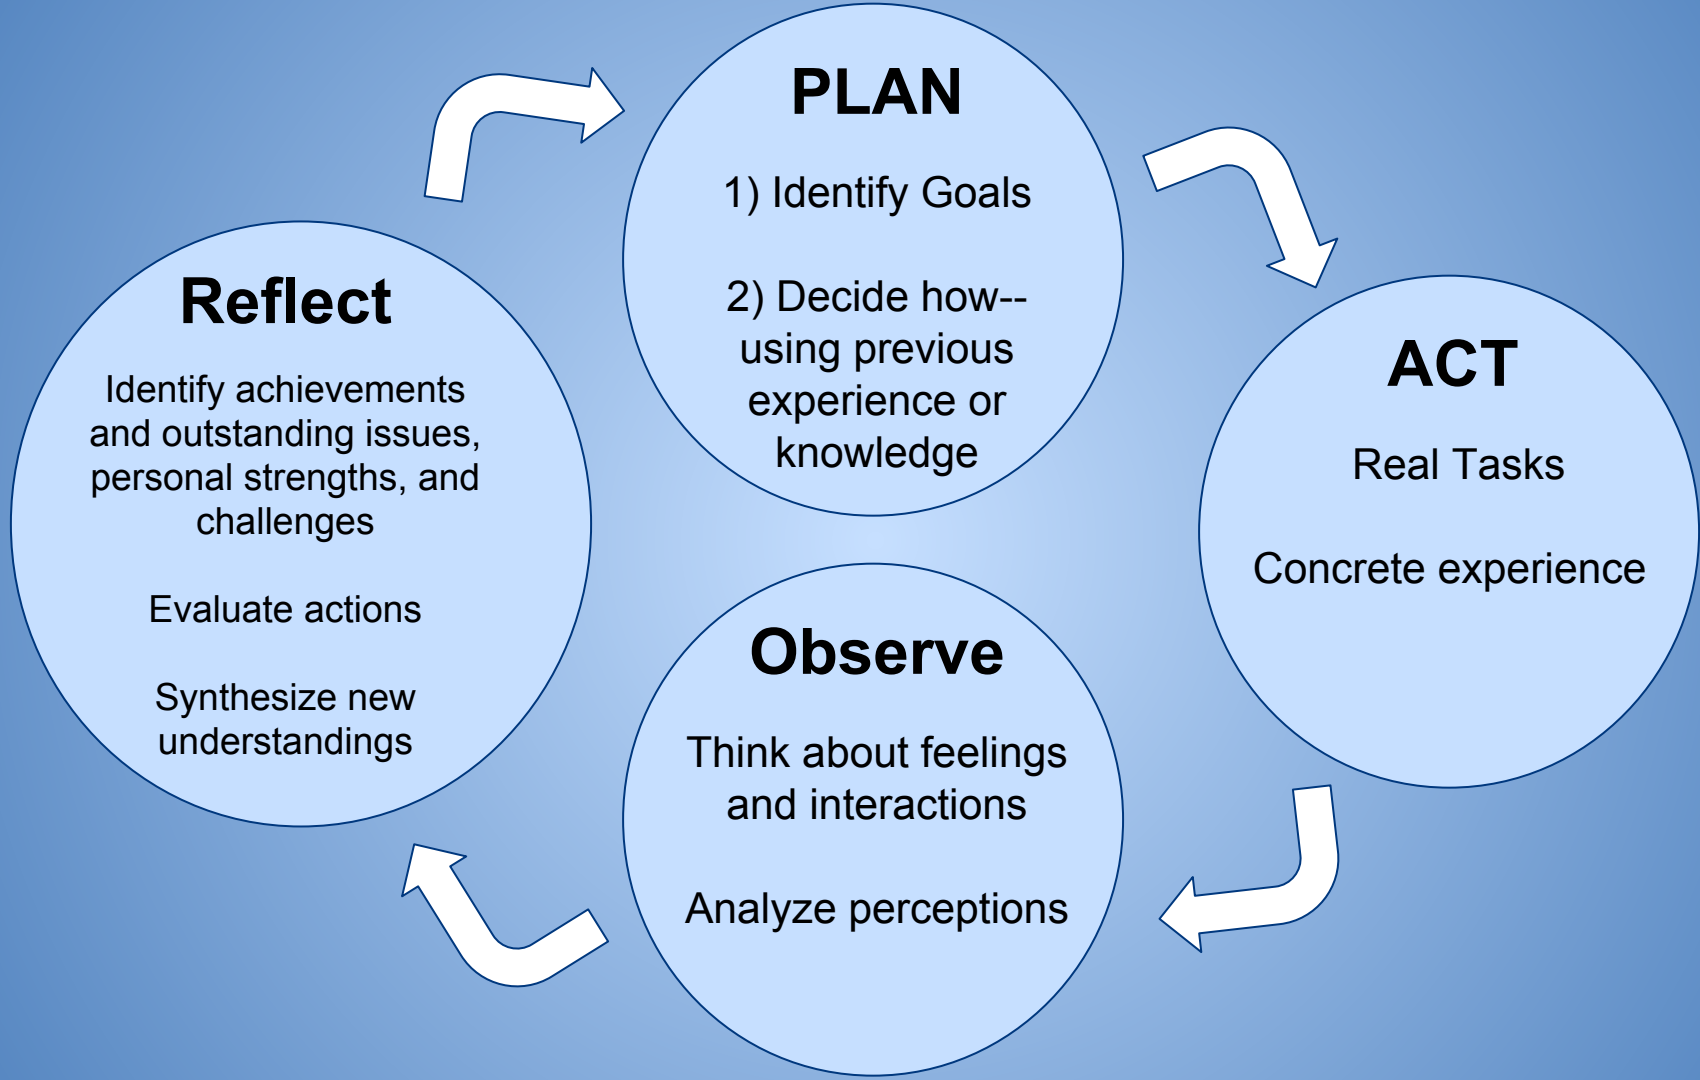 PLAN
1) Identify Goals
2) Decide how--
using previous
experience or
knowledge
ACT
Real Tasks
Concrete experience
Observe
Think about feelings
and interactions
Analyze perceptions
Reflect
Identify achievements
and outstanding issues,
personal strengths, and
challenges
Evaluate actions
Synthesize new
understandings